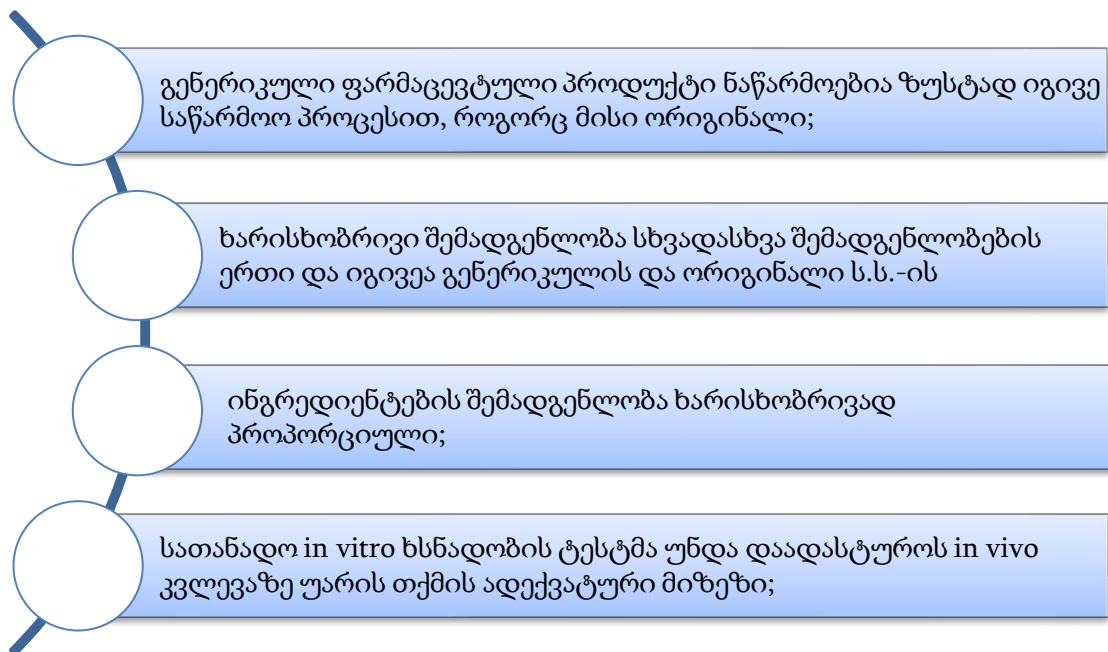 გენერიკული ფარმაცევტული პროდუქტი ნაწარმოებია ზუსტად იგივე
საწარმოო პროცესით, როგორც მისი ორიგინალი;
ხარისხობრივი შემადგენლობა სხვადასხვა შემადგენლობების
ერთი და იგივეა გენერიკულის და ორიგინალი ს.ს.-ის
ინგრედიენტების შემადგენლობა ხარისხობრივად
პროპორციული;
სათანადო in vitro ხსნადობის ტესტმა უნდა დაადასტუროს in vivo
კვლევაზე უარის თქმის ადექვატური მიზეზი;